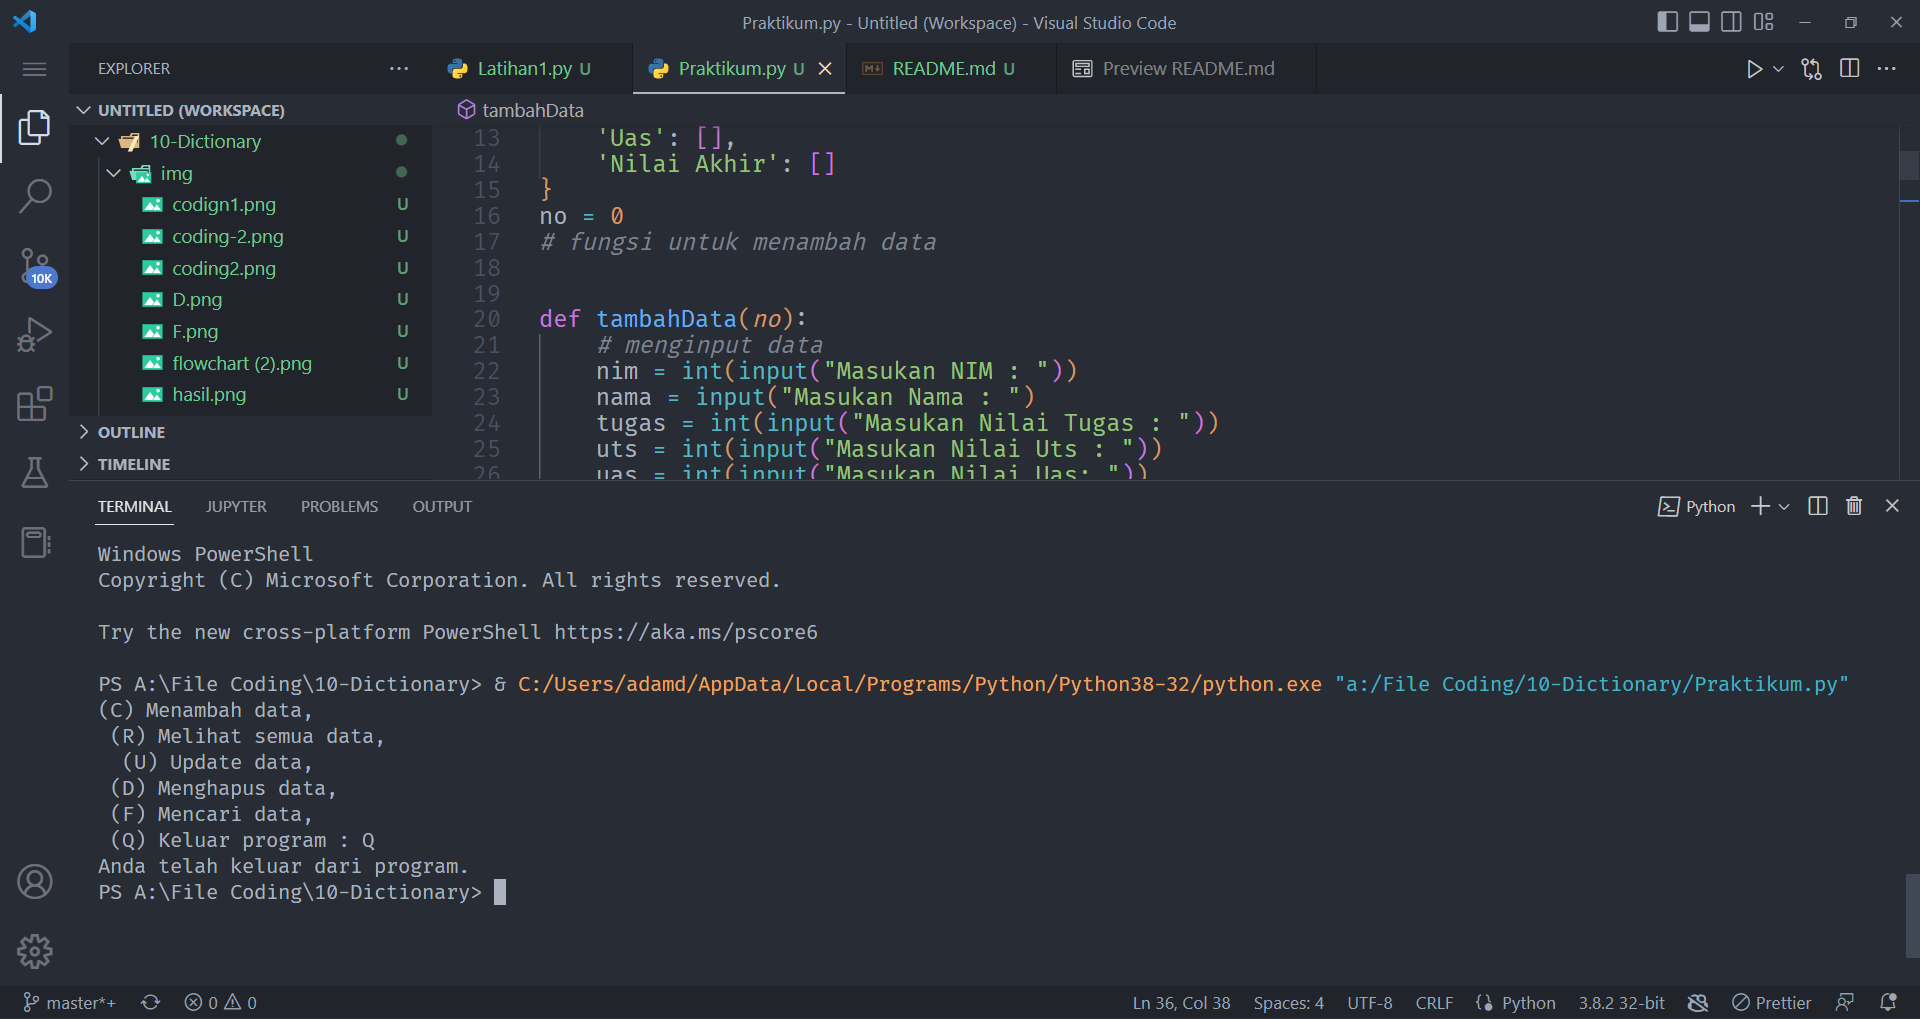 Praktikum.py - Untitled (Workspace) - Visual Studio Code
EXPLORER
Latihan1.py U
Praktikum.py U
README.md U
Preview README.md
UNTITLED (WORKSPACE)
10-Dictionary
img
codign1.png U
coding-2.png U
coding2.png U
D.png U
F.png U
flowchart (2).png U
hasil.png U
OUTLINE
TIMELINE
10K
tambahData
13 'Uas': [],
14 'Nilai Akhir': []
15 }
16 no = 0
17 # fungsi untuk menambah data
18
19
20 def tambahData(no):
21 # menginput data
22 nim = int(input("Masukan NIM : "))
23 nama = input("Masukan Nama : ")
24 tugas = int(input("Masukan Nilai Tugas : "))
25 uts = int(input("Masukan Nilai Uts : "))
26 uas = int(input("Masukan Nilai Uas: "))
TERMINAL JUPYTER PROBLEMS OUTPUT
Python
Windows PowerShell
Copyright (C) Microsoft Corporation. All rights reserved.
Try the new cross-platform PowerShell https://aka.ms/pscore6
PS A:\File Coding\10-Dictionary> & C:/Users/adamd/AppData/Local/Programs/Python/Python38-32/python.exe "a:/File Coding/10-Dictionary/Praktikum.py"
(C) Menambah data,
(R) Melihat semua data,
(U) Update data,
(D) Menghapus data,
(F) Mencari data,
(Q) Keluar program : Q
Anda telah keluar dari program.
PS A:\File Coding\10-Dictionary>
master*+ 0 0 Ln 36, Col 38 Spaces: 4 UTF-8 CRLF Python 3.8.2 32-bit Prettier